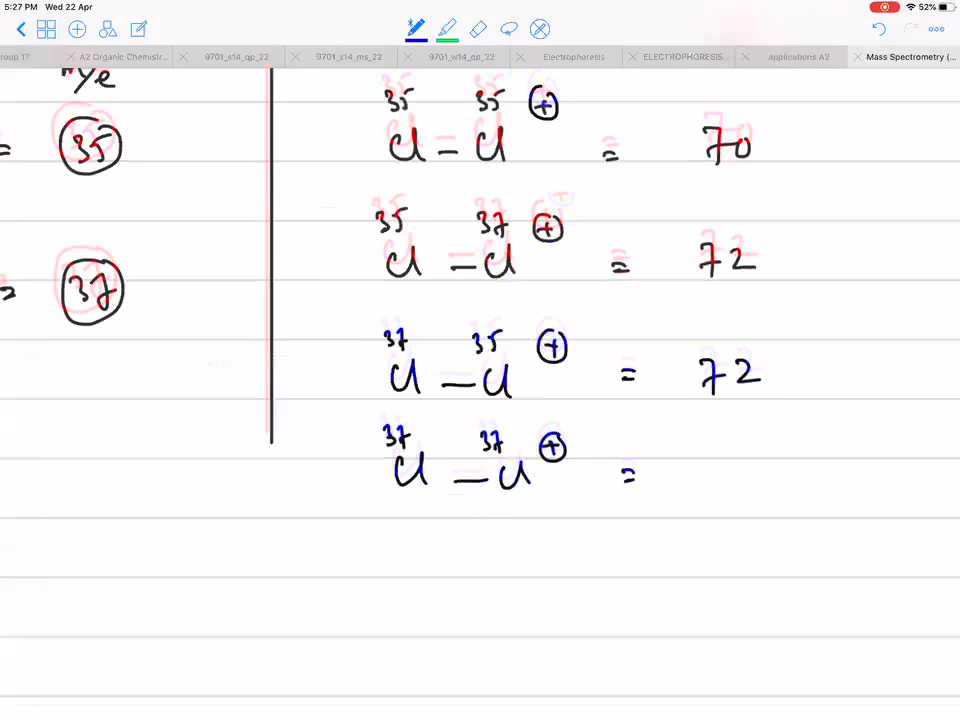 5:27 PM Wed 22 Apr 52%
roup 17 A2 Organic Chemistr... 9701_s14_qp_22 9701_s14_ms_22 9701_w14_qp_22 Electrophoresis ELECTROPHORESIS... applications A2 Mass Spectrometry (...
= 35
= 37
35 35 +
Cl — Cl = 70
35 37 +
Cl — Cl = 72
37 35 +
Cl — Cl = 72
37 37 +
Cl — Cl =